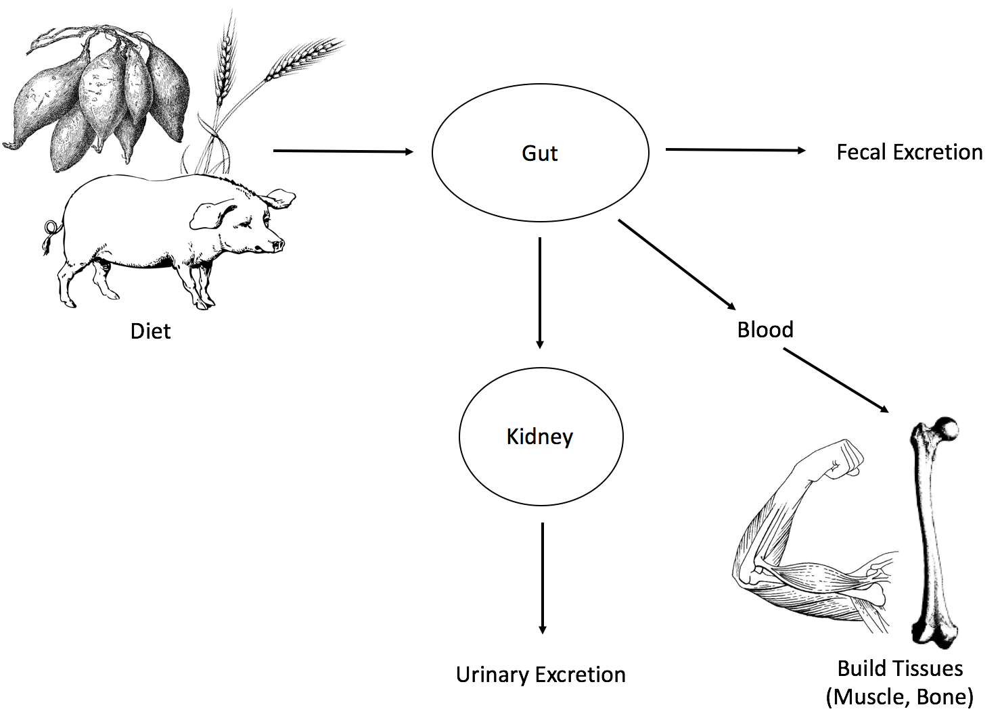 Gut
Fecal Excretion
Diet
Blood
Kidney
Urinary Excretion
Build Tissues
(Muscle, Bone)